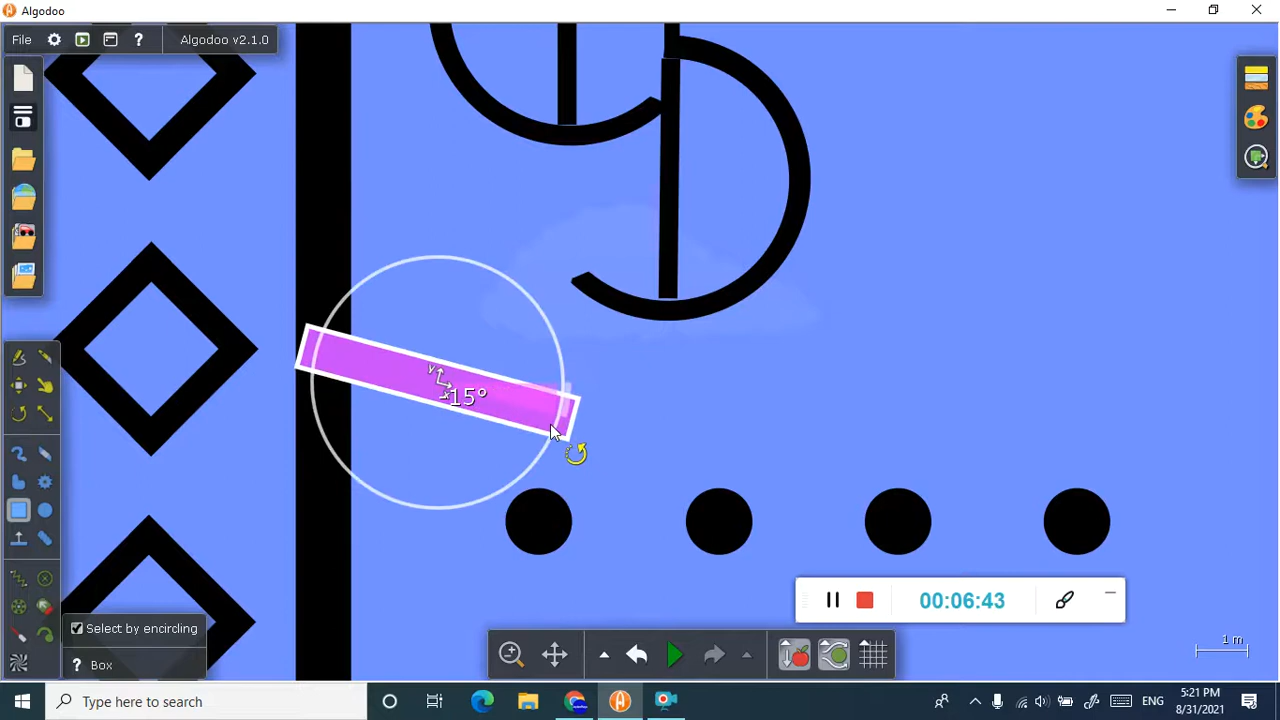 Algodoo
File ? Algodoo v2.1.0
y
x
-15°
00:06:43
Select by encircling
? Box
1 m
Type here to search
ENG
5:21 PM
8/31/2021